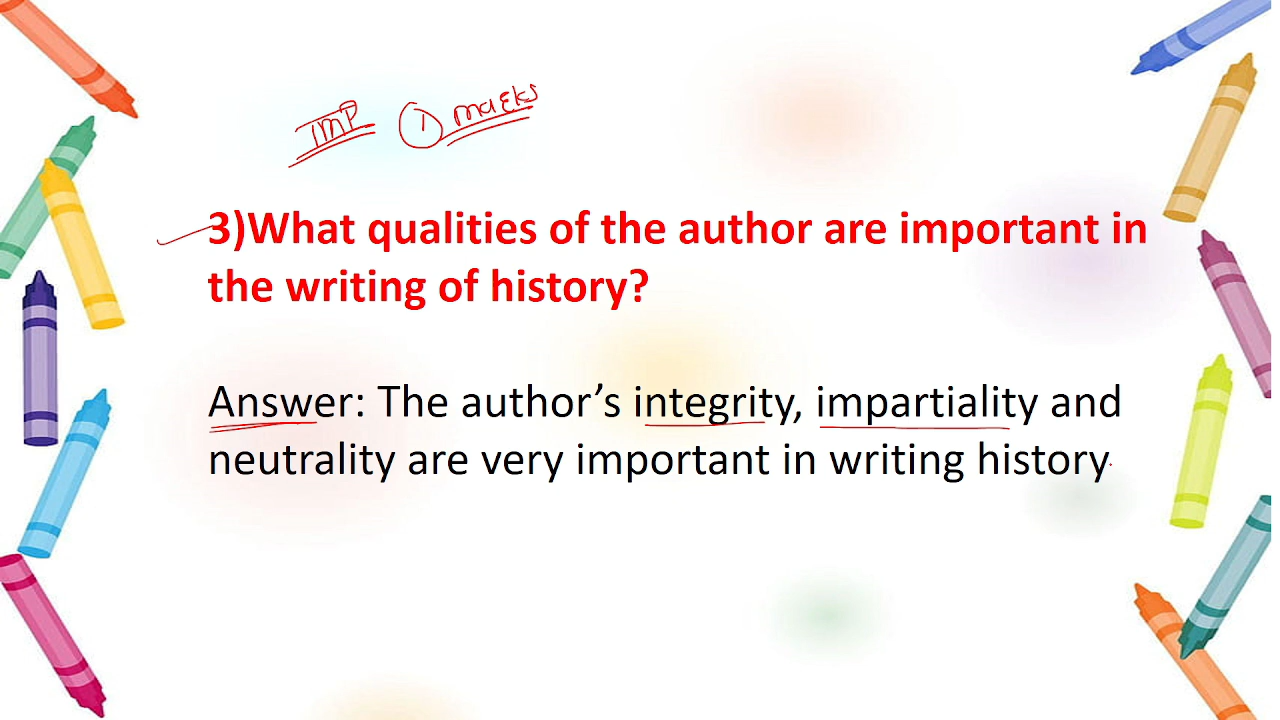 IMP 1 marks
3)What qualities of the author are important in
the writing of history?
Answer: The author’s integrity, impartiality and
neutrality are very important in writing history